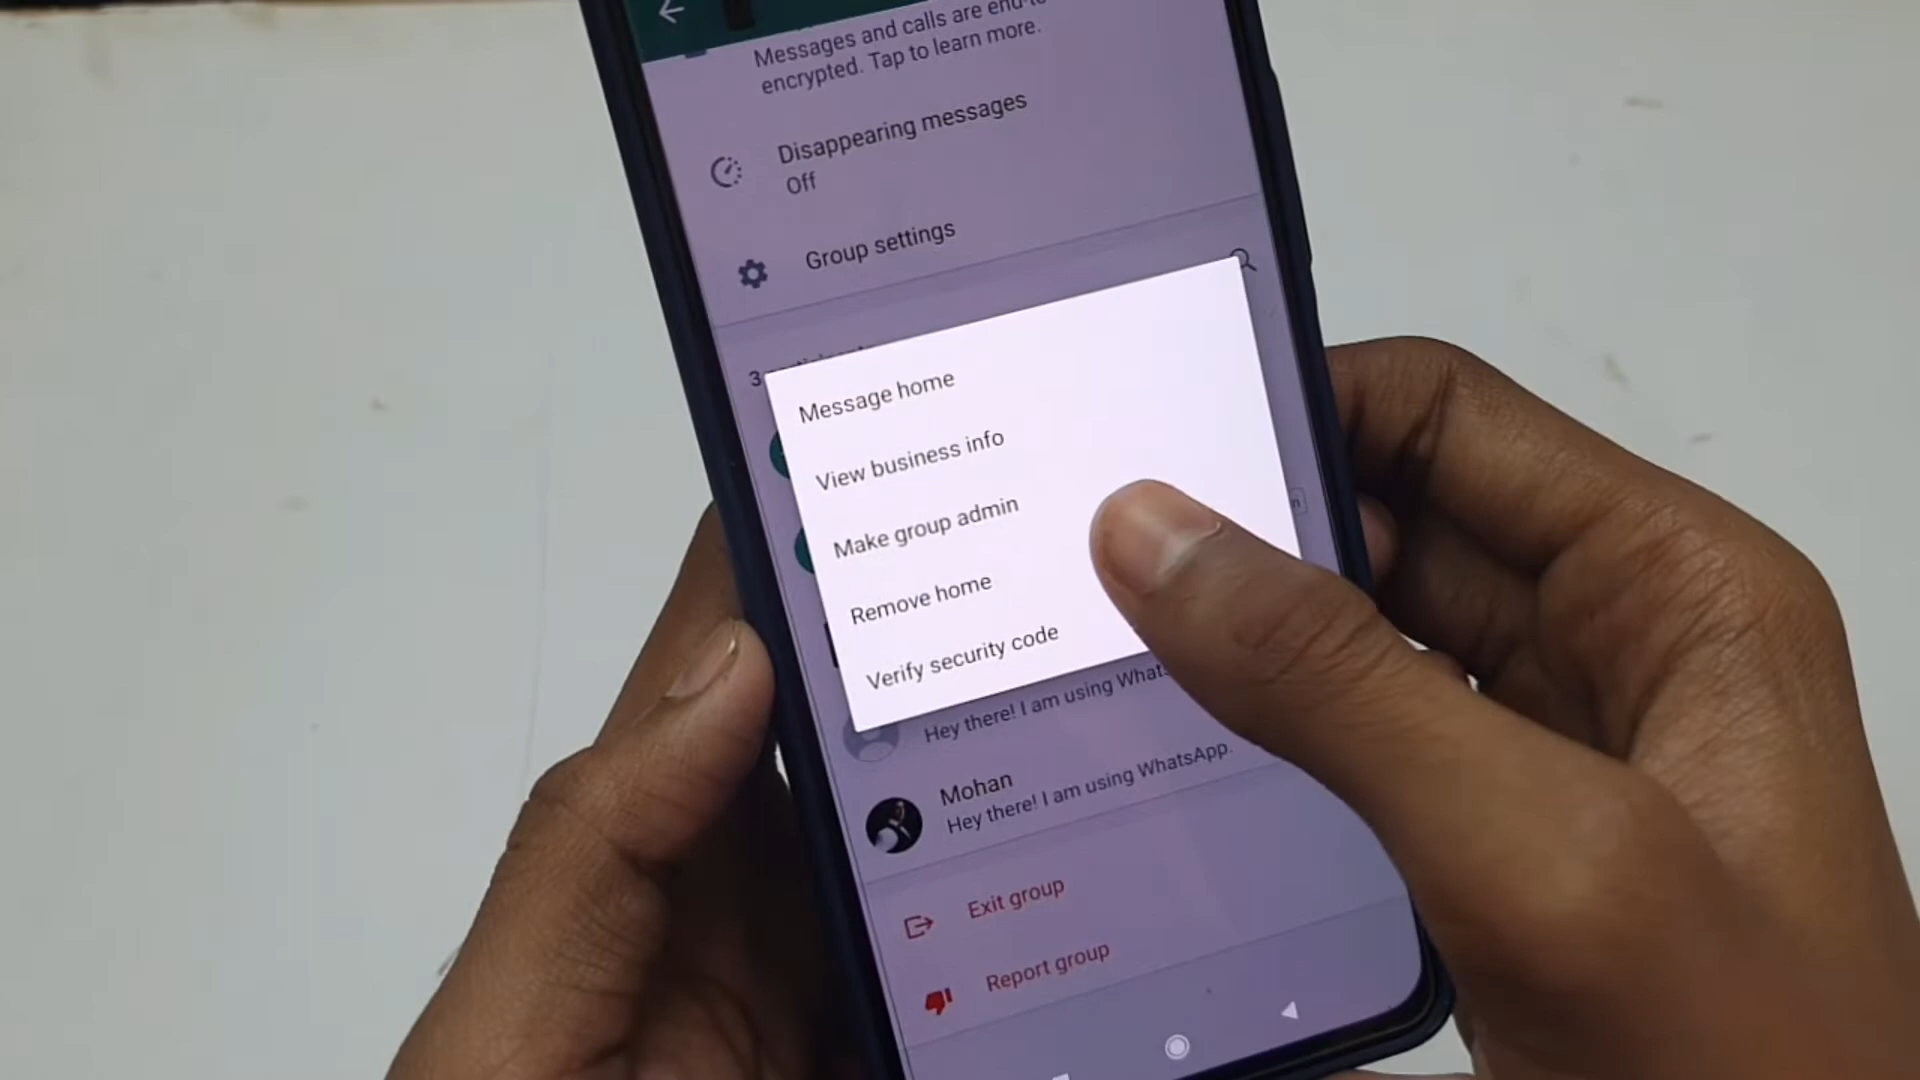 Messages and calls are end-to
encrypted. Tap to learn more.
Disappearing messages
Off
Group settings
3
Message home
View business info
Make group admin
Remove home
Verify security code
Hey there! I am using Whats
Mohan
Hey there! I am using WhatsApp.
Exit group
Report group